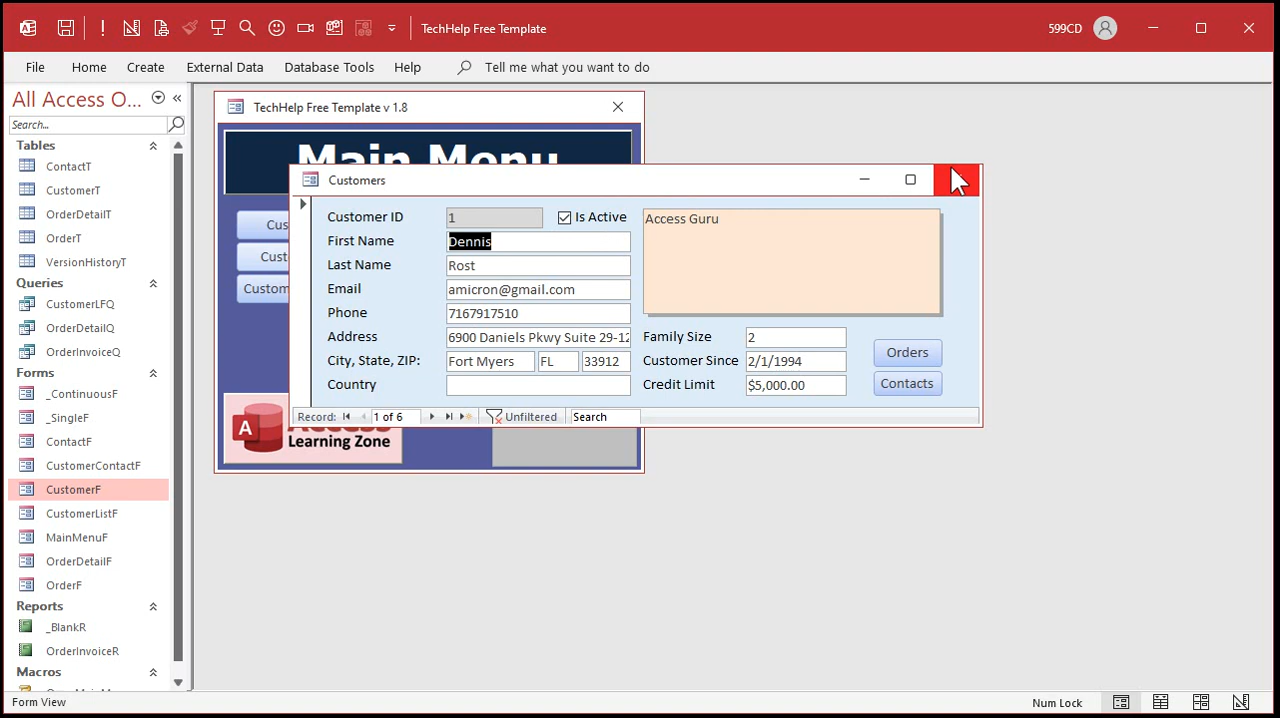 TechHelp Free Template
599CD
File Home Create External Data Database Tools Help Tell me what you want to do
All Access O...
Search...
Tables
ContactT
CustomerT
OrderDetailT
OrderT
VersionHistoryT
Queries
CustomerLFQ
OrderDetailQ
OrderInvoiceQ
Forms
_ContinuousF
_SingleF
ContactF
CustomerContactF
CustomerF
CustomerListF
MainMenuF
OrderDetailF
OrderF
Reports
_BlankR
OrderInvoiceR
Macros
TechHelp Free Template v 1.8
Main Menu
Cus
Cust
Custom
A
Learning Zone
Customers
Customer ID 1 Is Active
First Name Dennis
Last Name Rost
Email amicron@gmail.com
Phone 7167917510
Address 6900 Daniels Pkwy Suite 29-12
City, State, ZIP: Fort Myers FL 33912
Country
Access Guru
Family Size 2
Customer Since 2/1/1994
Credit Limit $5,000.00
Orders
Contacts
Record: 1 of 6 Unfiltered Search
Form View
Num Lock